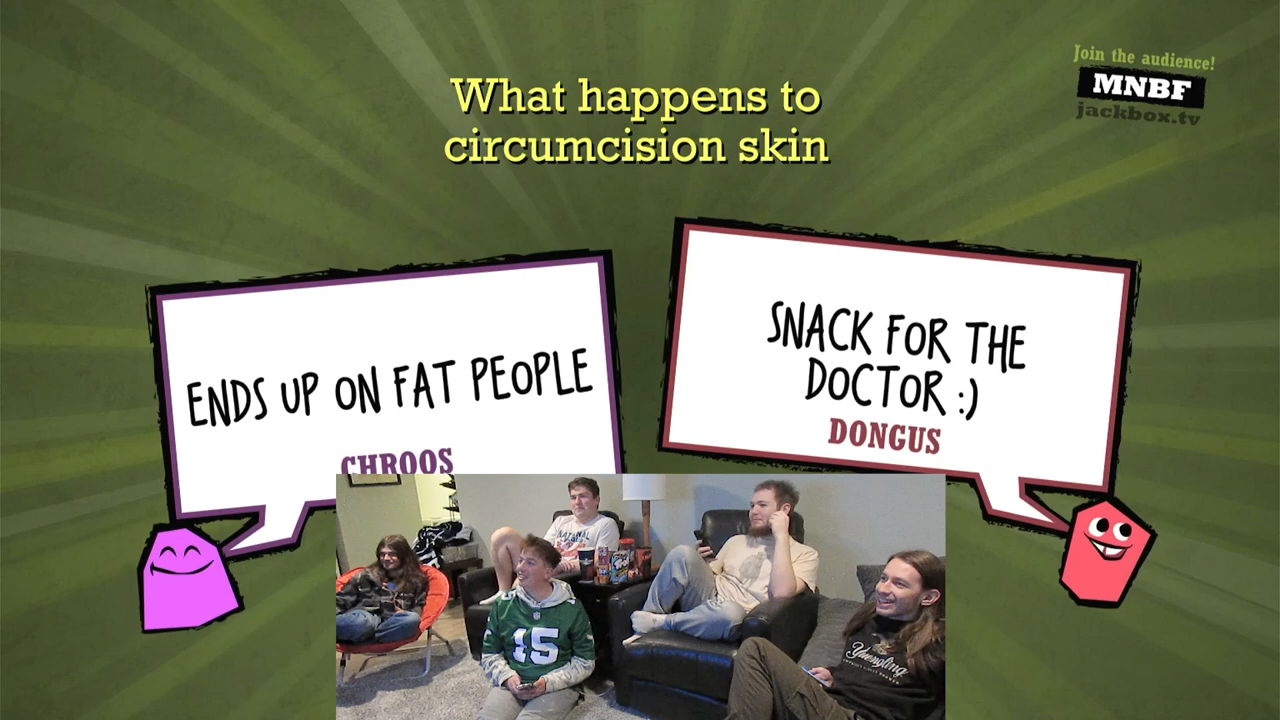 Join the audience!
MNBF
jackbox.tv
What happens to
circumcision skin
ENDS UP ON FAT PEOPLE
CHROOS
SNACK FOR THE
DOCTOR :)
DONGUS
15
Yuengling